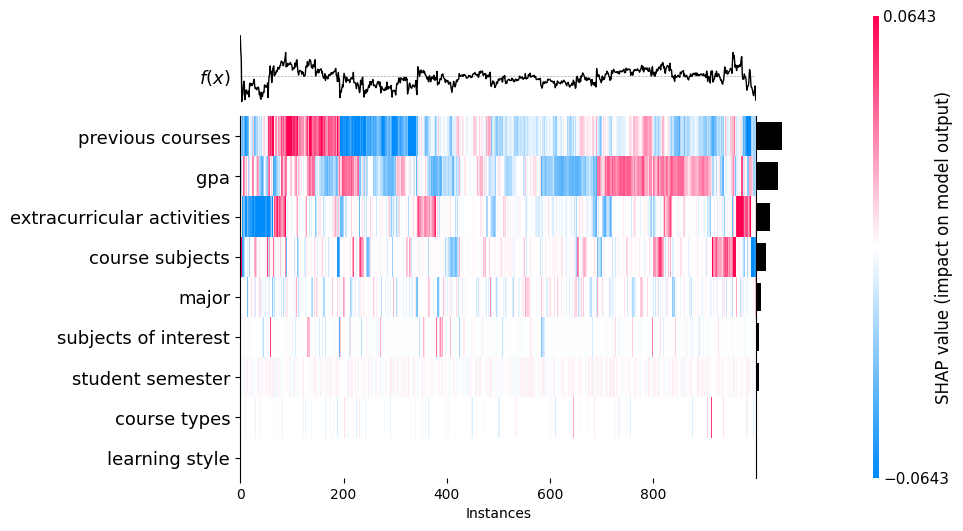 0.0643
f(x)
previous courses
gpa
extracurricular activities
course subjects
major
subjects of interest
student semester
course types
learning style
0 200 400 600 800
Instances
SHAP value (impact on model output)
−0.0643